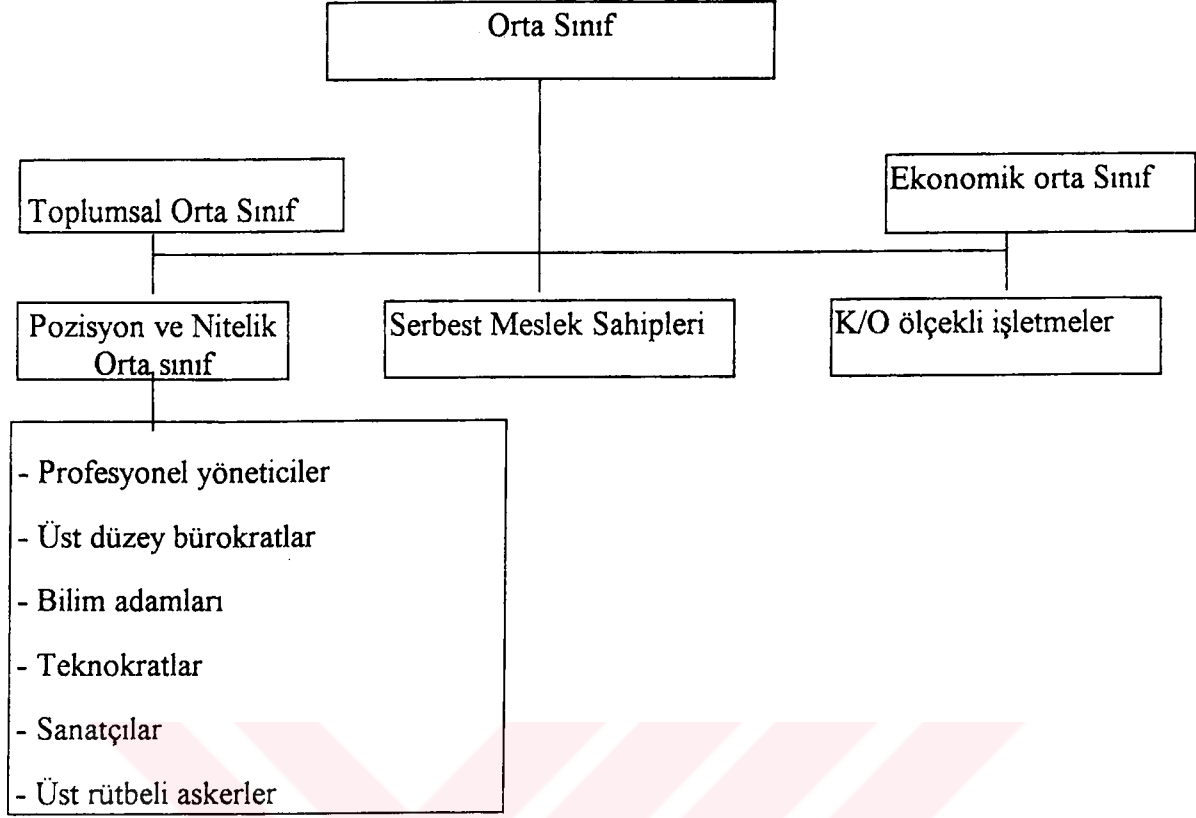 Orta Sınıf
Toplumsal Orta Sınıf
Ekonomik orta Sınıf
Pozisyon ve Nitelik
Orta sınıf
Serbest Meslek Sahipleri
K/O ölçekli işletmeler
- Profesyonel yöneticiler
- Üst düzey bürokratlar
- Bilim adamları
- Teknokratlar
- Sanatçılar
- Üst rütbeli askerler